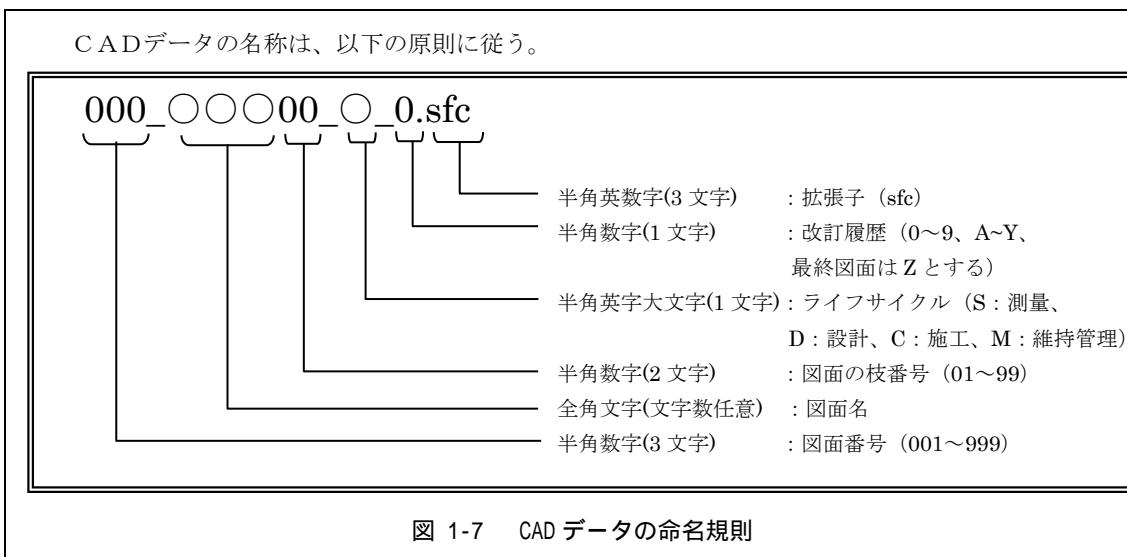 ＣＡＤデータの名称は、以下の原則に従う。
000_○○○00_○_0.sfc
半角英数字(3 文字)　：拡張子（sfc）
半角数字(1 文字)　：改訂履歴（0～9、A~Y、
最終図面は Z とする）
半角英字大文字(1 文字)：ライフサイクル（S：測量、
D：設計、C：施工、M：維持管理)
半角数字(2 文字)　：図面の枝番号（01～99）
全角文字(文字数任意)　：図面名
半角数字(3 文字)　：図面番号（001～999）
図 1-7　CAD データの命名規則